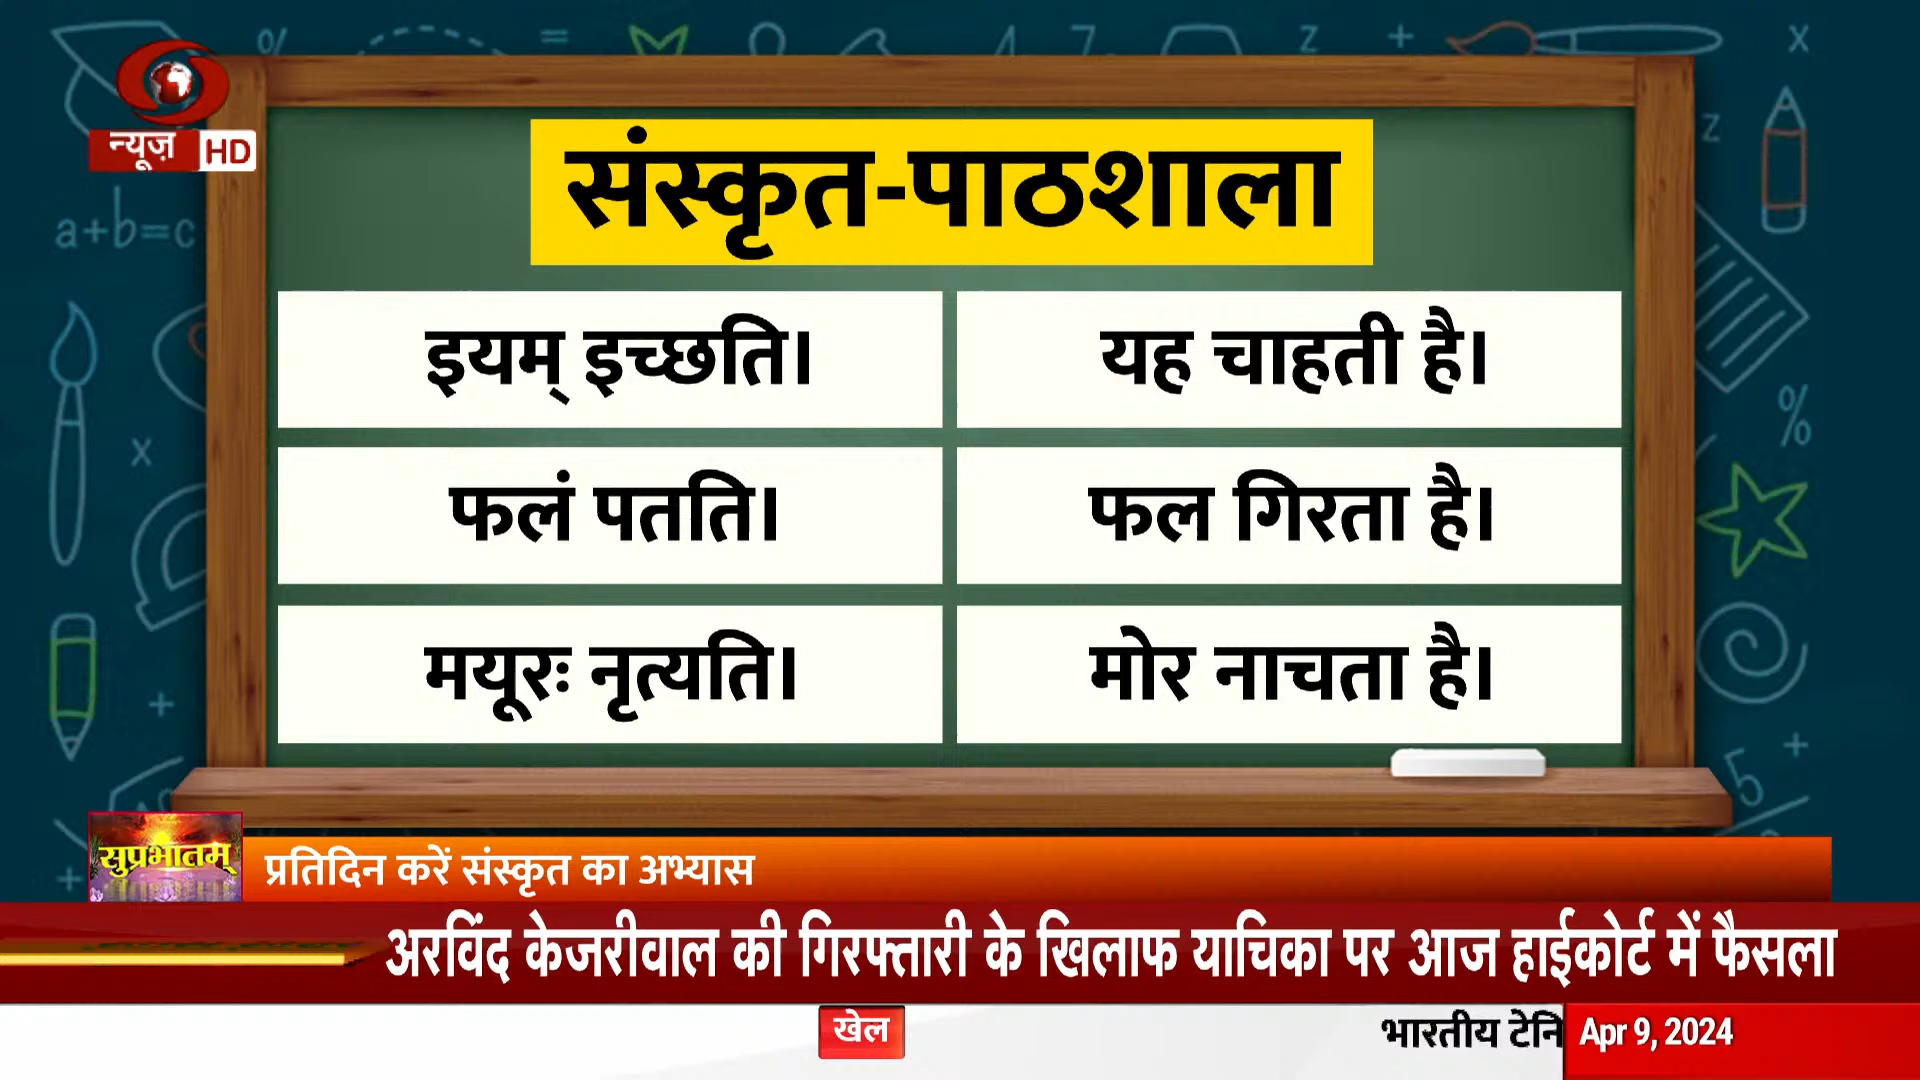 न्यूज़ HD
संस्कृत-पाठशाला
इयम् इच्छति। यह चाहती है।
फलं पतति। फल गिरता है।
मयूरः नृत्यति। मोर नाचता है।
सुप्रभातम् प्रतिदिन करें संस्कृत का अभ्यास
अरविंद केजरीवाल की गिरफ्तारी के खिलाफ याचिका पर आज हाईकोर्ट में फैसला
खेल भारतीय टेनि Apr 9, 2024
a+b=c